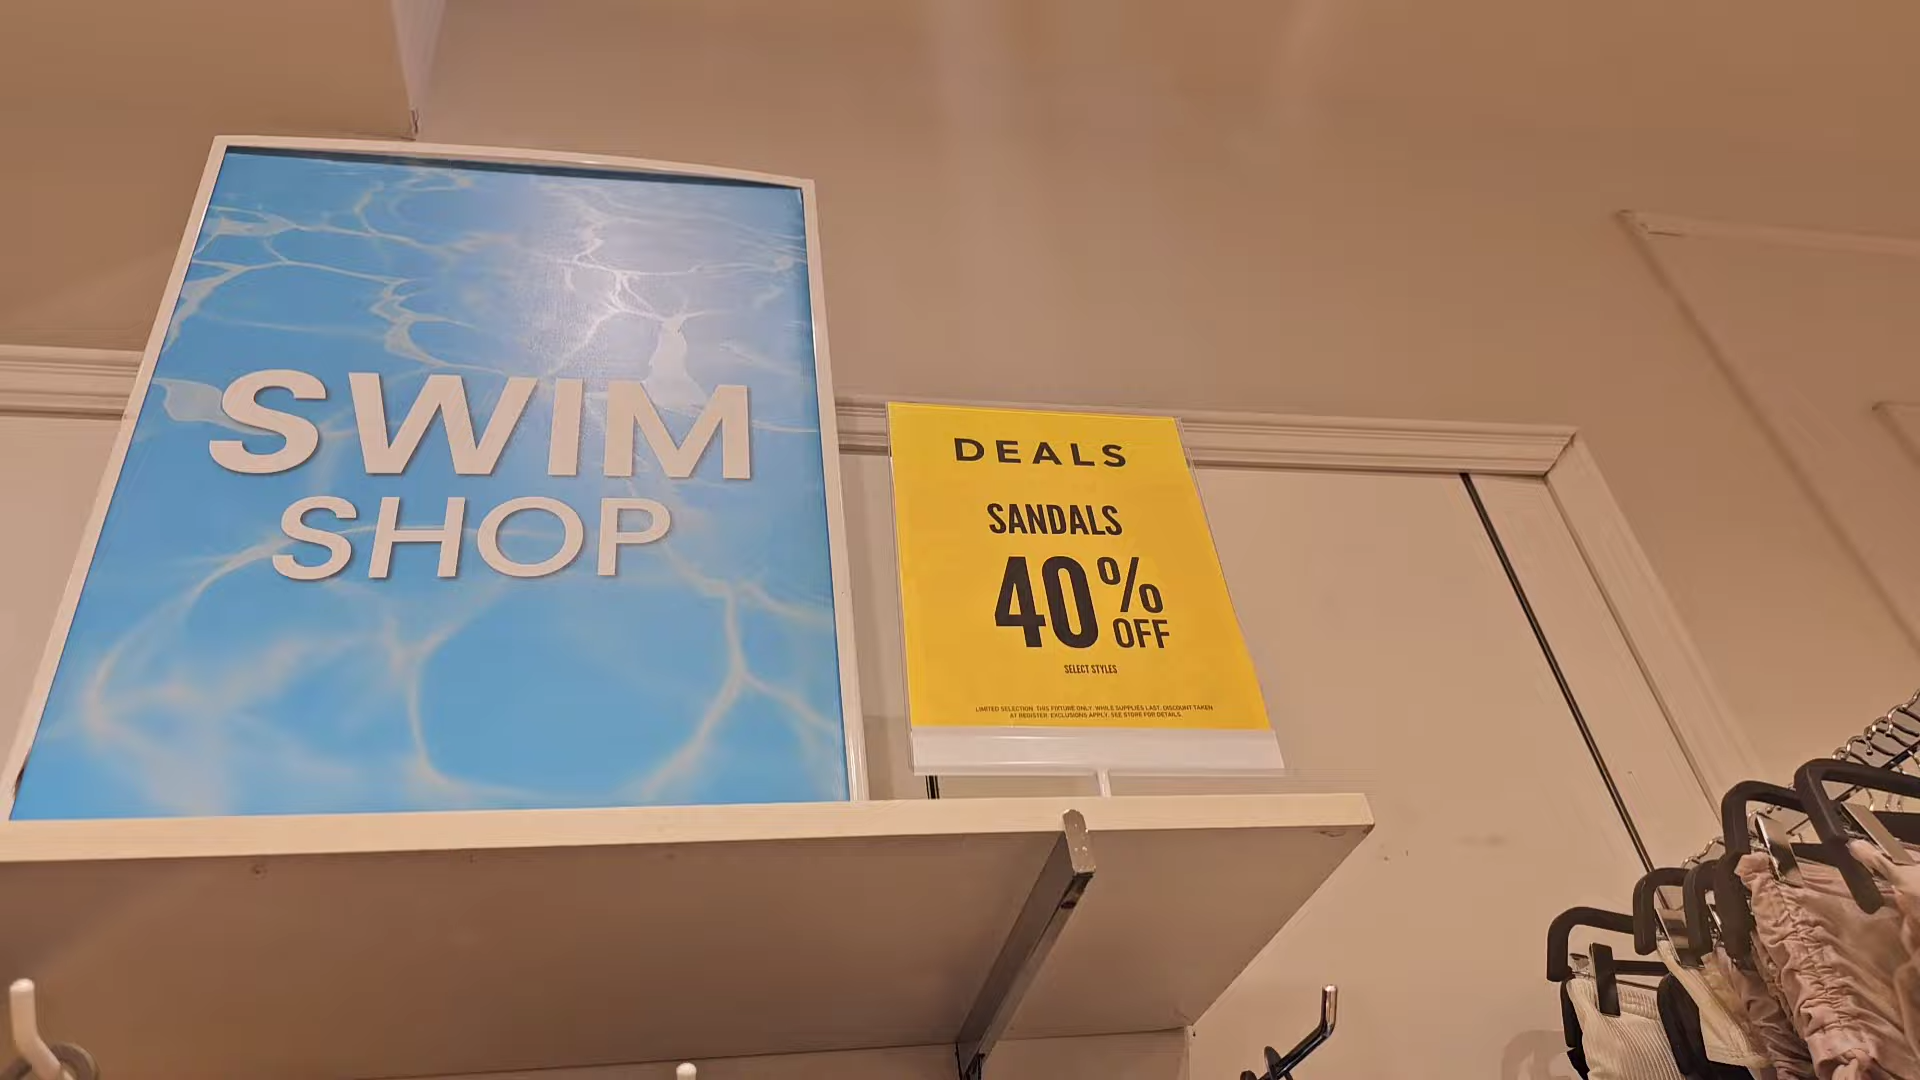 SWIM
SHOP
DEALS
SANDALS
40%
OFF
SELECT STYLES
LIMITED SELECTION. THIS FIXTURE ONLY. WHILE SUPPLIES LAST. DISCOUNT TAKEN
AT REGISTER. EXCLUSIONS APPLY. SEE STORE FOR DETAILS.